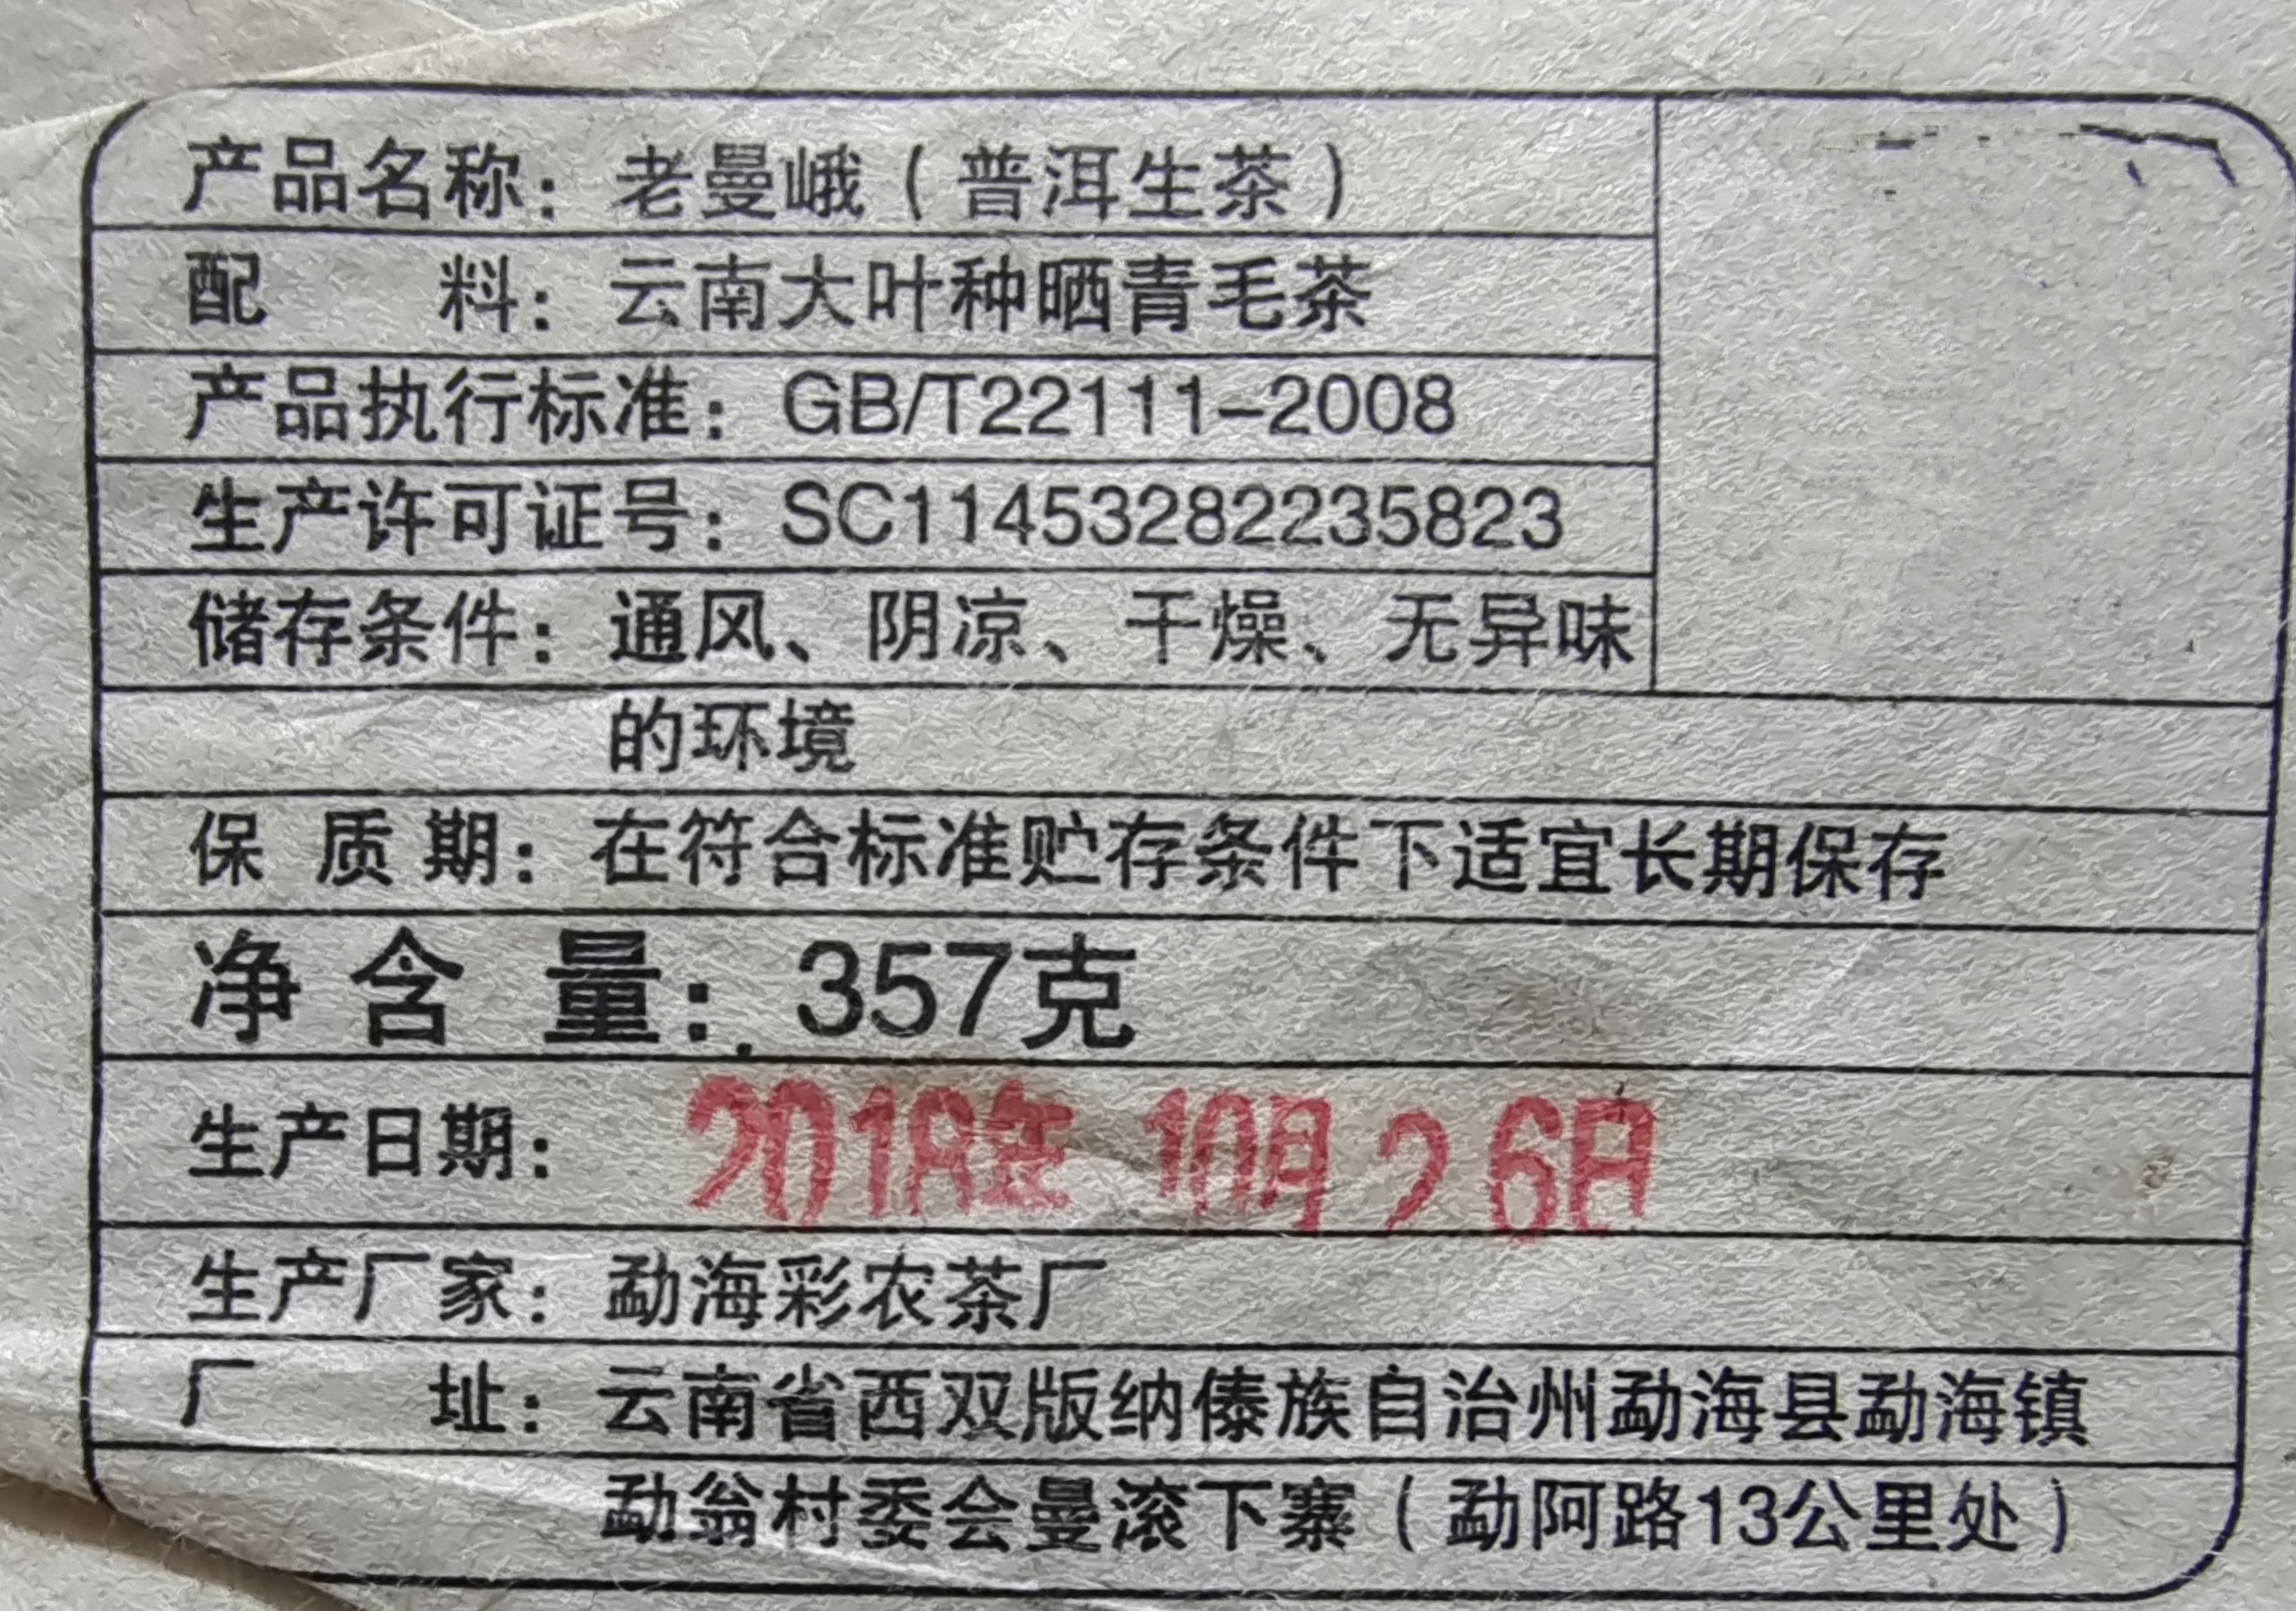 产品名称：老曼峨（普洱生茶）
配 料：云南大叶种晒青毛茶
产品执行标准：GB/T22111-2008
生产许可证号：SC11453282235823
储存条件：通风、阴凉、干燥、无异味
的环境
保 质 期：在符合标准贮存条件下适宜长期保存
净 含 量：357克
生产日期：2018年 10月 26日
生产厂家：勐海彩农茶厂
厂 址：云南省西双版纳傣族自治州勐海县勐海镇
勐翁村委会曼滚下寨（勐阿路13公里处）